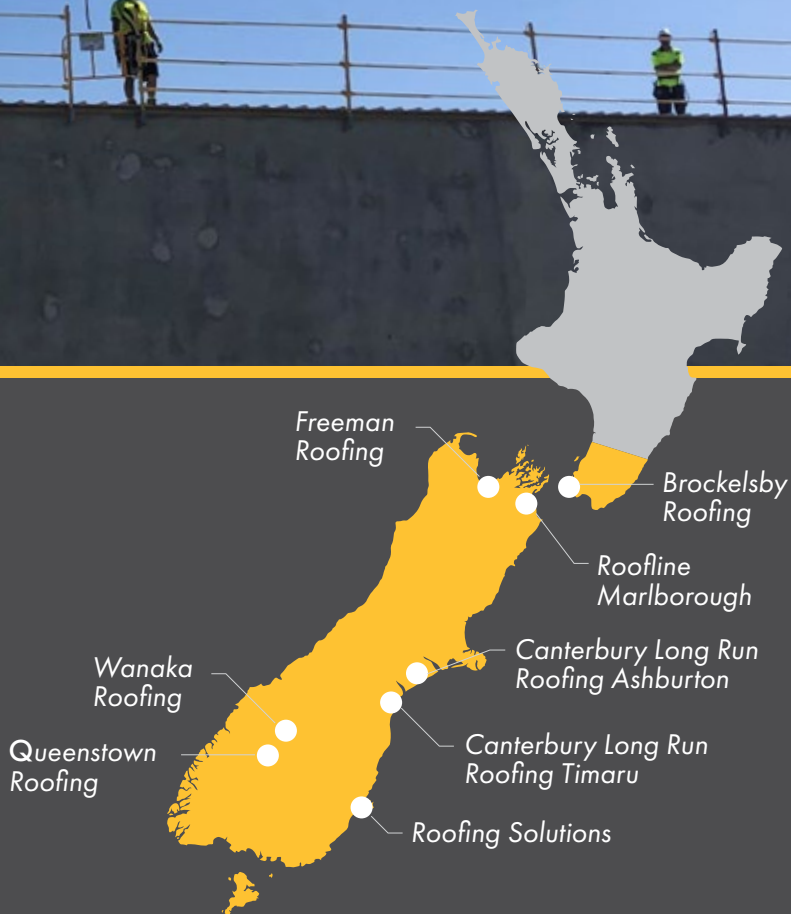 Freeman
Roofing
Brockelsby
Roofing
Roofline
Marlborough
Canterbury Long Run
Roofing Ashburton
Wanaka
Roofing
Queenstown
Roofing
Canterbury Long Run
Roofing Timaru
Roofing Solutions